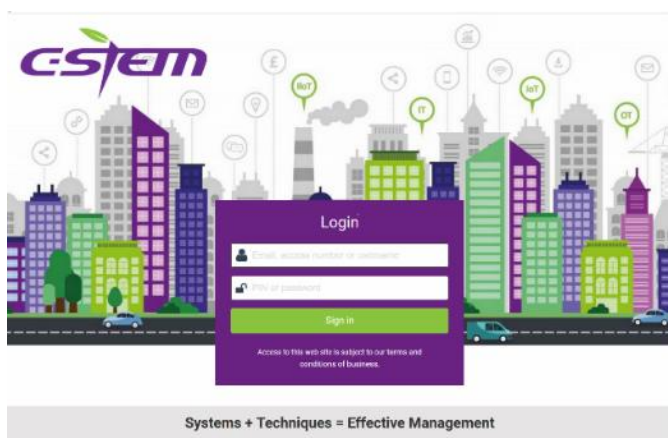 C-STEM
£
IIoT
IT
IoT
OT
Login
Email, access number or username
PIN or password
Sign in
Access to this web site is subject to our terms and
conditions of business.
Systems + Techniques = Effective Management